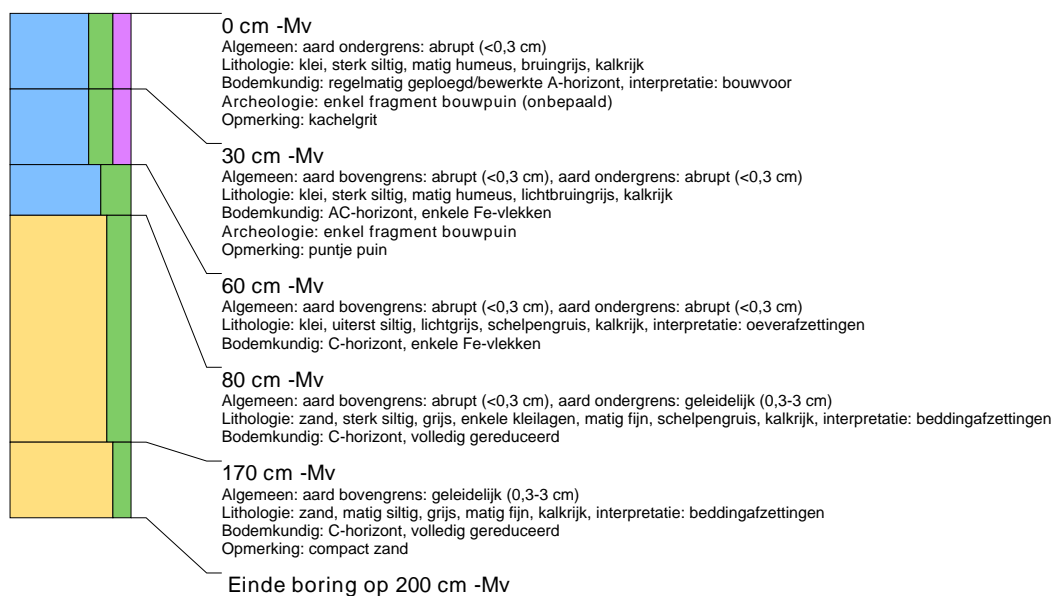 0 cm -Mv
Algemeen: aard ondergrens: abrupt (<0,3 cm)
Lithologie: klei, sterk siltig, matig humeus, bruingrijs, kalkrijk
Bodemkundig: regelmatig geploegd/bewerkte A-horizont, interpretatie: bouwvoor
Archeologie: enkel fragment bouwpuin (onbepaald)
Opmerking: kachelgrit
30 cm -Mv
Algemeen: aard bovengrens: abrupt (<0,3 cm), aard ondergrens: abrupt (<0,3 cm)
Lithologie: klei, sterk siltig, matig humeus, lichtbruingrijs, kalkrijk
Bodemkundig: AC-horizont, enkele Fe-vlekken
Archeologie: enkel fragment bouwpuin
Opmerking: puntje puin
60 cm -Mv
Algemeen: aard bovengrens: abrupt (<0,3 cm), aard ondergrens: abrupt (<0,3 cm)
Lithologie: klei, uiterst siltig, lichtgrijs, schelpengruis, kalkrijk, interpretatie: oeverafzettingen
Bodemkundig: C-horizont, enkele Fe-vlekken
80 cm -Mv
Algemeen: aard bovengrens: abrupt (<0,3 cm), aard ondergrens: geleidelijk (0,3-3 cm)
Lithologie: zand, sterk siltig, grijs, enkele kleilagen, matig fijn, schelpengruis, kalkrijk, interpretatie: beddingafzettingen
Bodemkundig: C-horizont, volledig gereduceerd
170 cm -Mv
Algemeen: aard bovengrens: geleidelijk (0,3-3 cm)
Lithologie: zand, matig siltig, grijs, matig fijn, kalkrijk, interpretatie: beddingafzettingen
Bodemkundig: C-horizont, volledig gereduceerd
Opmerking: compact zand
Einde boring op 200 cm -Mv